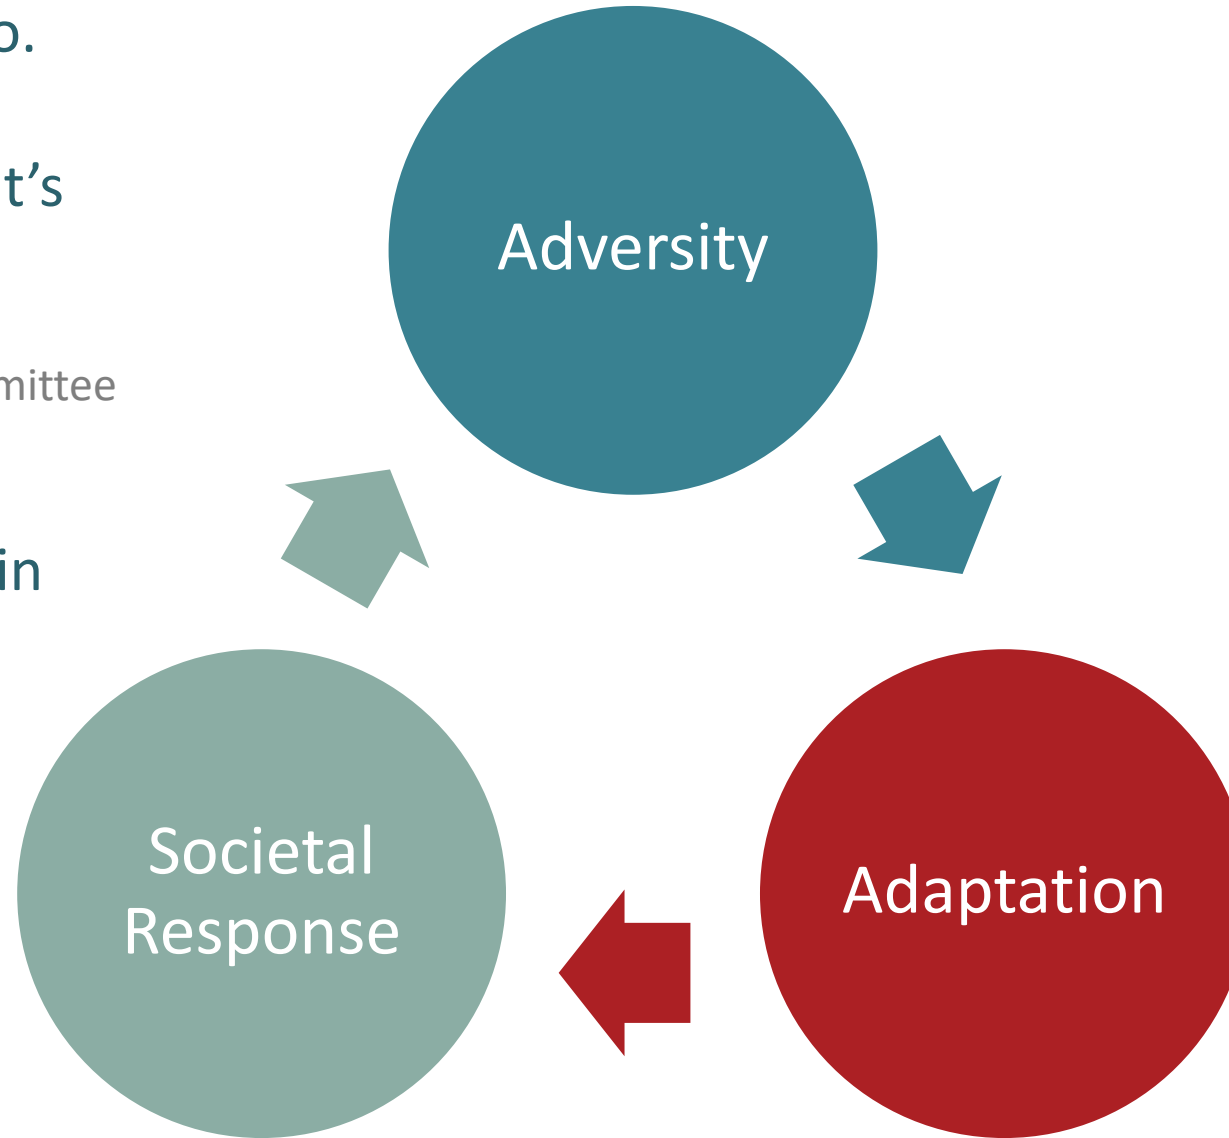 o.
t's
mittee
in
Adversity
Adaptation
Societal
Response